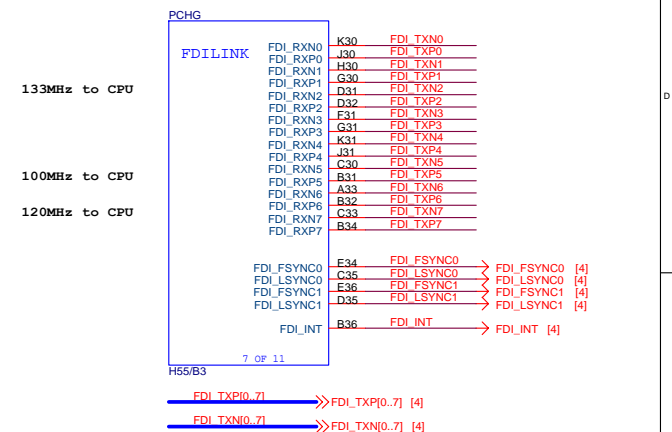 PCHG
FDILINK
133MHz to CPU
100MHz to CPU
120MHz to CPU
FDI_RXN0 K30 FDI_TXN0
FDI_RXP0 J30 FDI_TXP0
FDI_RXN1 H30 FDI_TXN1
FDI_RXP1 G30 FDI_TXP1
FDI_RXN2 D31 FDI_TXN2
FDI_RXP2 D32 FDI_TXP2
FDI_RXN3 F31 FDI_TXN3
FDI_RXP3 G31 FDI_TXP3
FDI_RXN4 K31 FDI_TXN4
FDI_RXP4 J31 FDI_TXP4
FDI_RXN5 C30 FDI_TXN5
FDI_RXP5 B31 FDI_TXP5
FDI_RXN6 A33 FDI_TXN6
FDI_RXP6 B32 FDI_TXP6
FDI_RXN7 C33 FDI_TXN7
FDI_RXP7 B34 FDI_TXP7
FDI_FSYNC0 E34 FDI_FSYNC0 FDI_FSYNC0 [4]
FDI_LSYNC0 C35 FDI_LSYNC0 FDI_LSYNC0 [4]
FDI_FSYNC1 E36 FDI_FSYNC1 FDI_FSYNC1 [4]
FDI_LSYNC1 D35 FDI_LSYNC1 FDI_LSYNC1 [4]
FDI_INT B36 FDI_INT FDI_INT [4]
7 OF 11
H55/B3
FDI_TXP[0..7] FDI_TXP[0..7] [4]
FDI_TXN[0..7] FDI_TXN[0..7] [4]
D